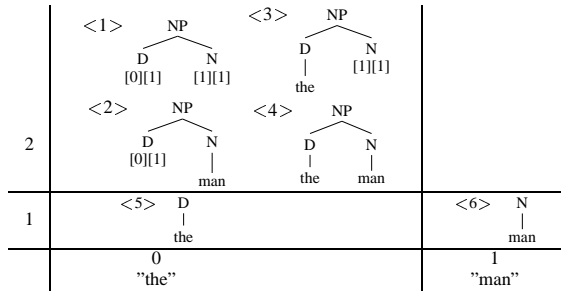 <1> NP <3> NP
D N D N
[0][1] [1][1] [1][1]
the
<2> NP <4> NP
D N D N
[0][1]
2
man the man
<5> D <6> N
1
the man
0 1
”the” ”man”